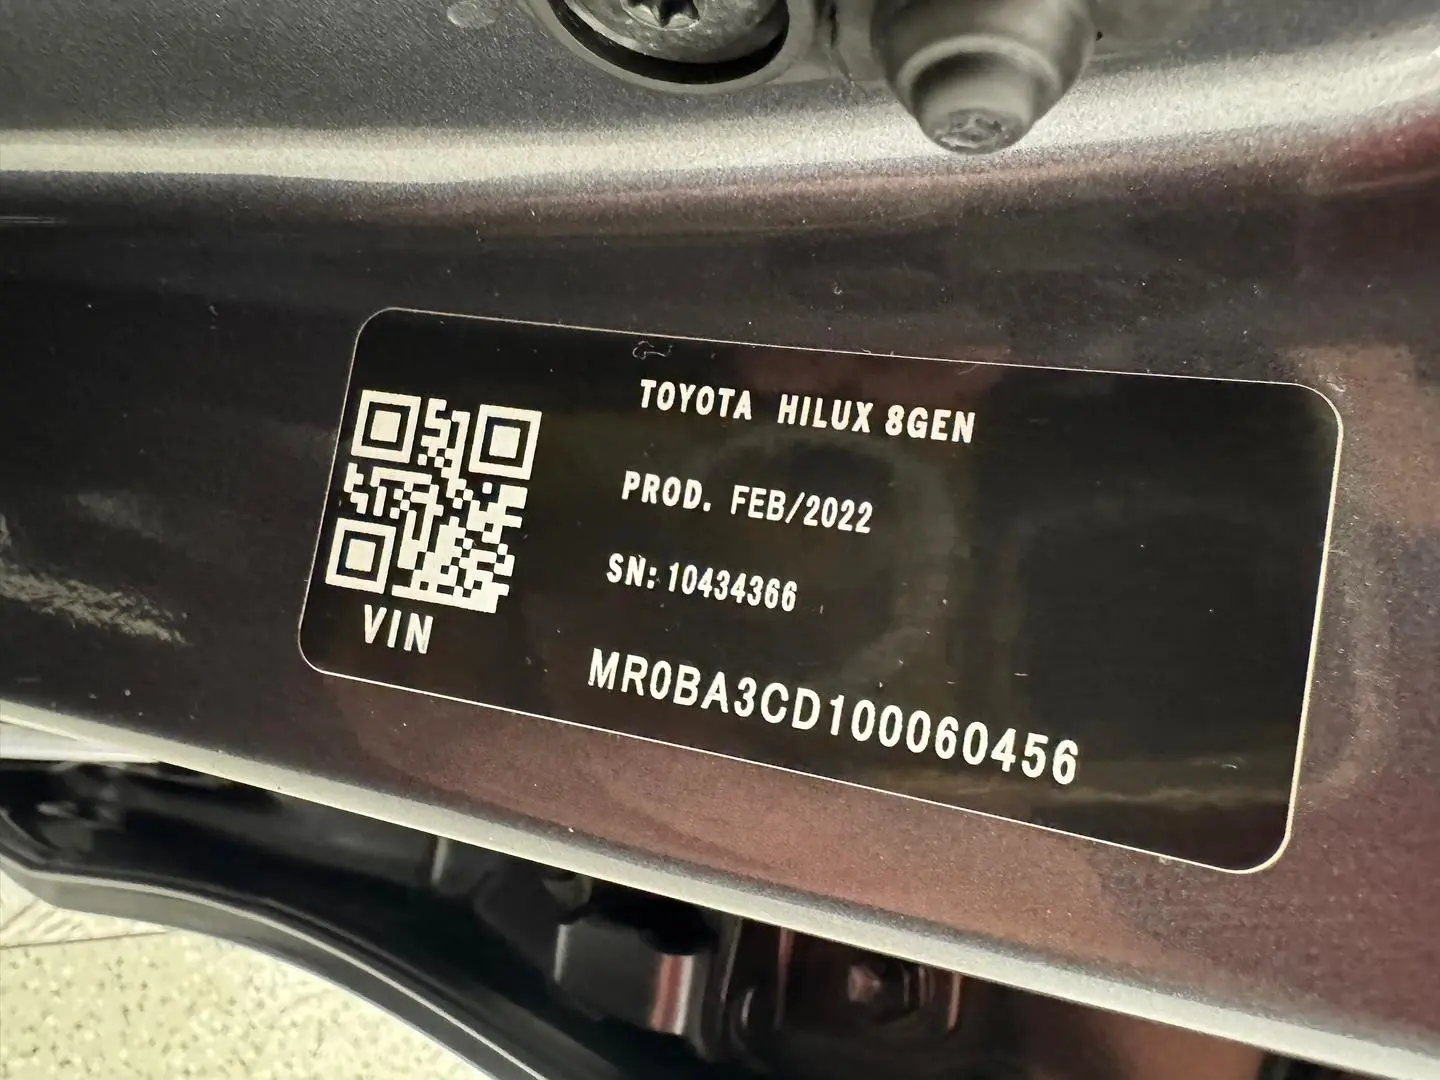 TOYOTA HILUX 8GEN
PROD. FEB/2022
SN: 10434366
VIN
MR0BA3CD100060456